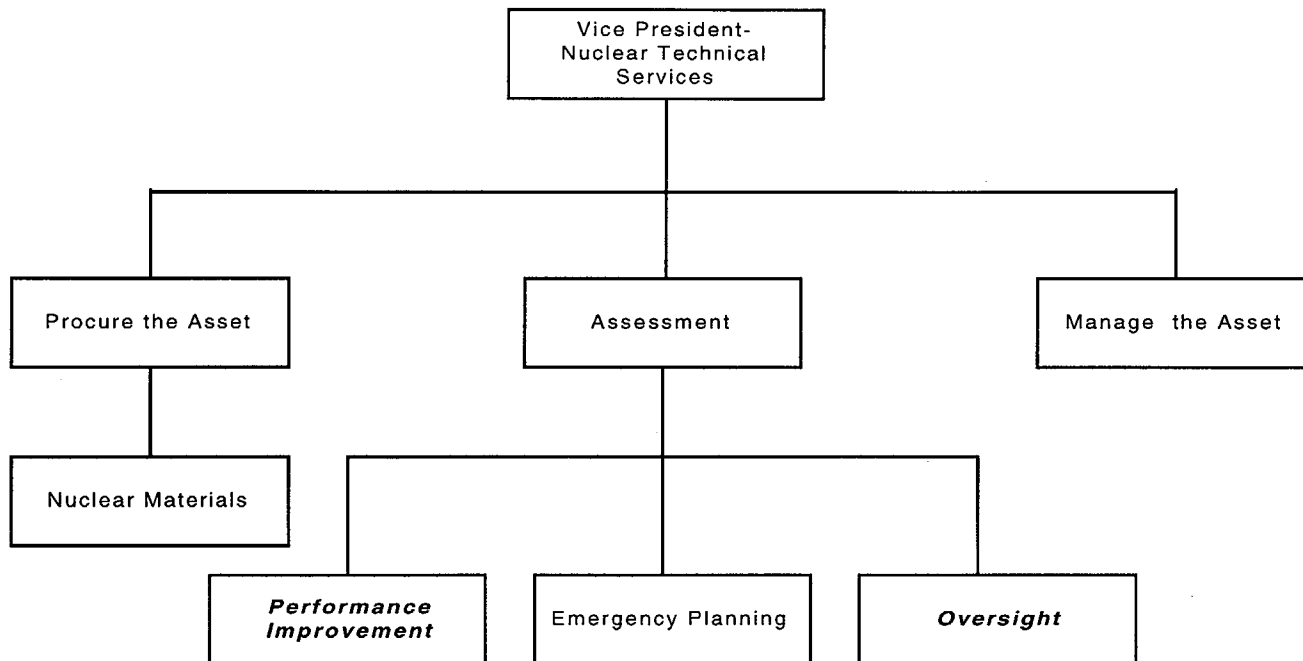 Vice President-
Nuclear Technical
Services
Procure the Asset
Assessment
Manage the Asset
Nuclear Materials
Performance
Improvement
Emergency Planning
Oversight